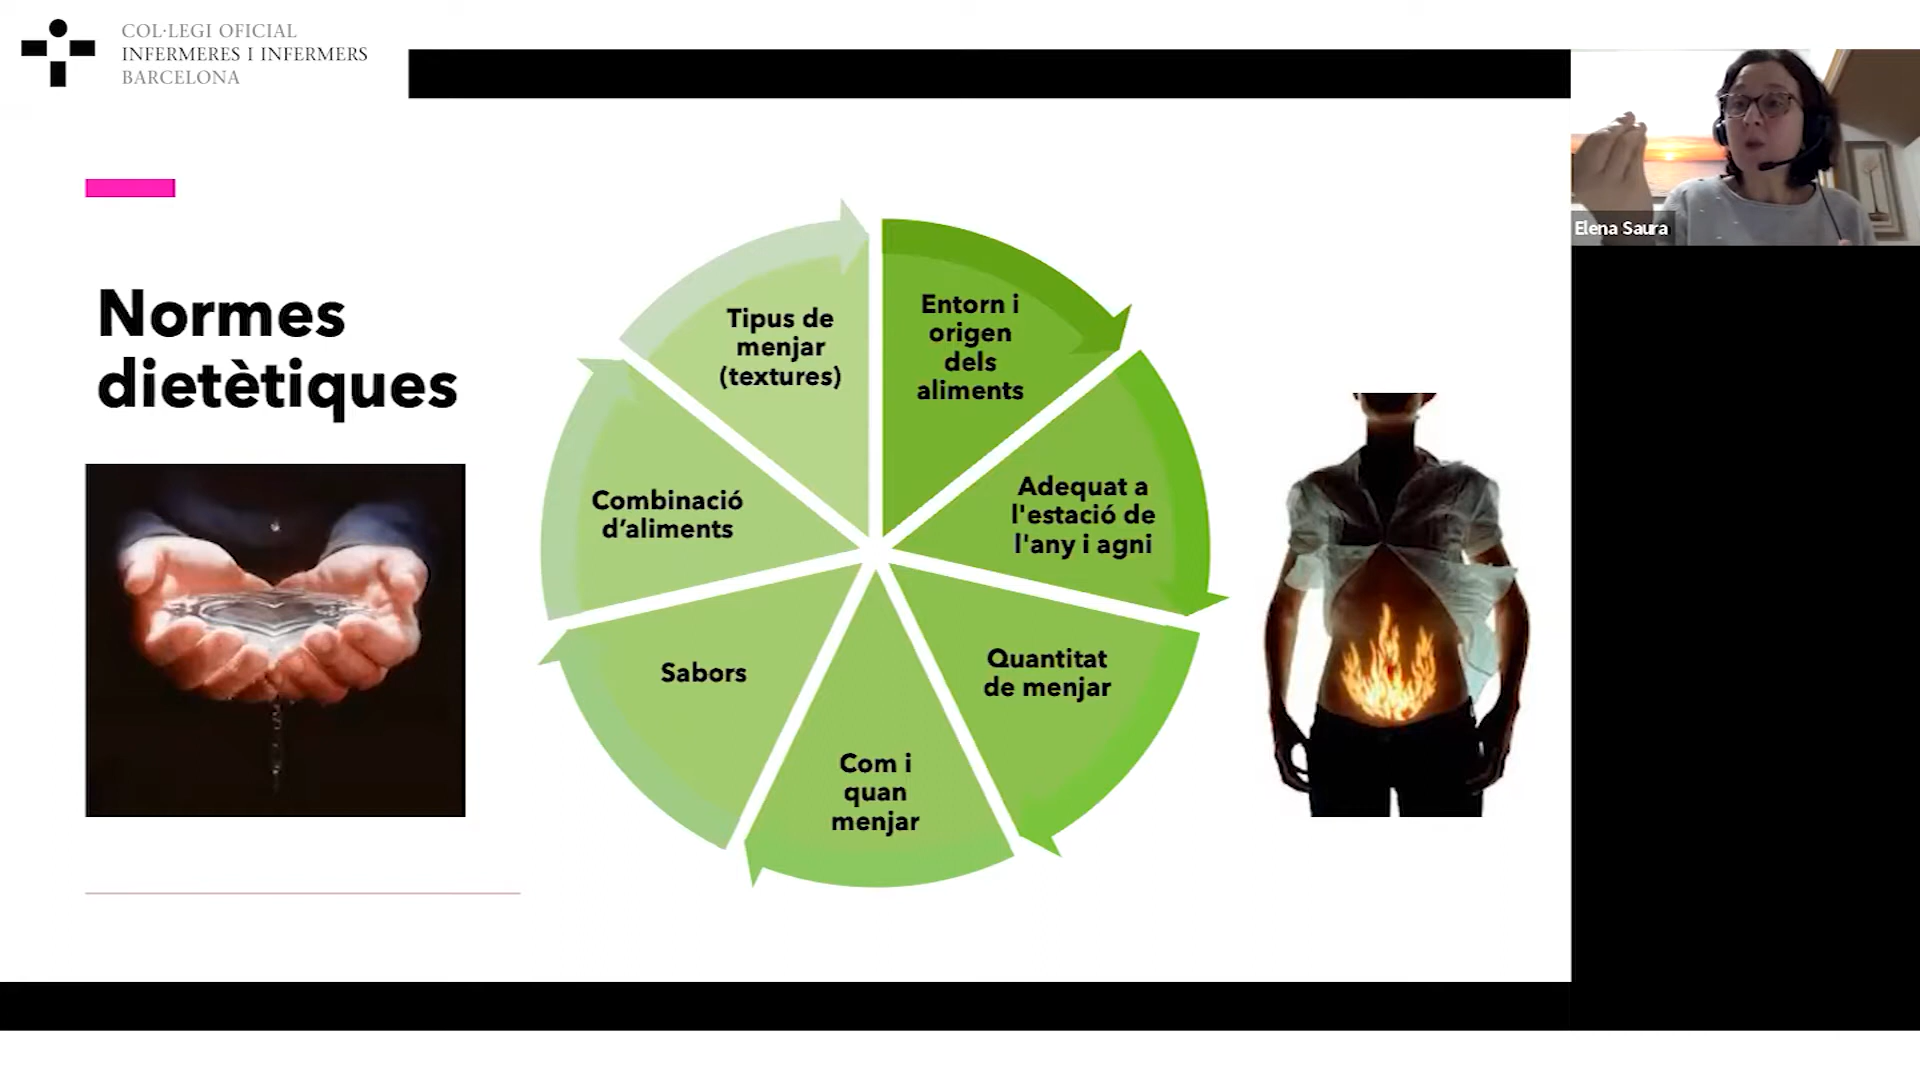 COL·LEGI OFICIAL
INFERMERES I INFERMERS
BARCELONA
Elena Saura
Normes
dietètiques
Entorn i
origen
dels
aliments
Adequat a
l'estació de
l'any i agni
Quantitat
de menjar
Com i
quan
menjar
Sabors
Combinació
d’aliments
Tipus de
menjar
(textures)